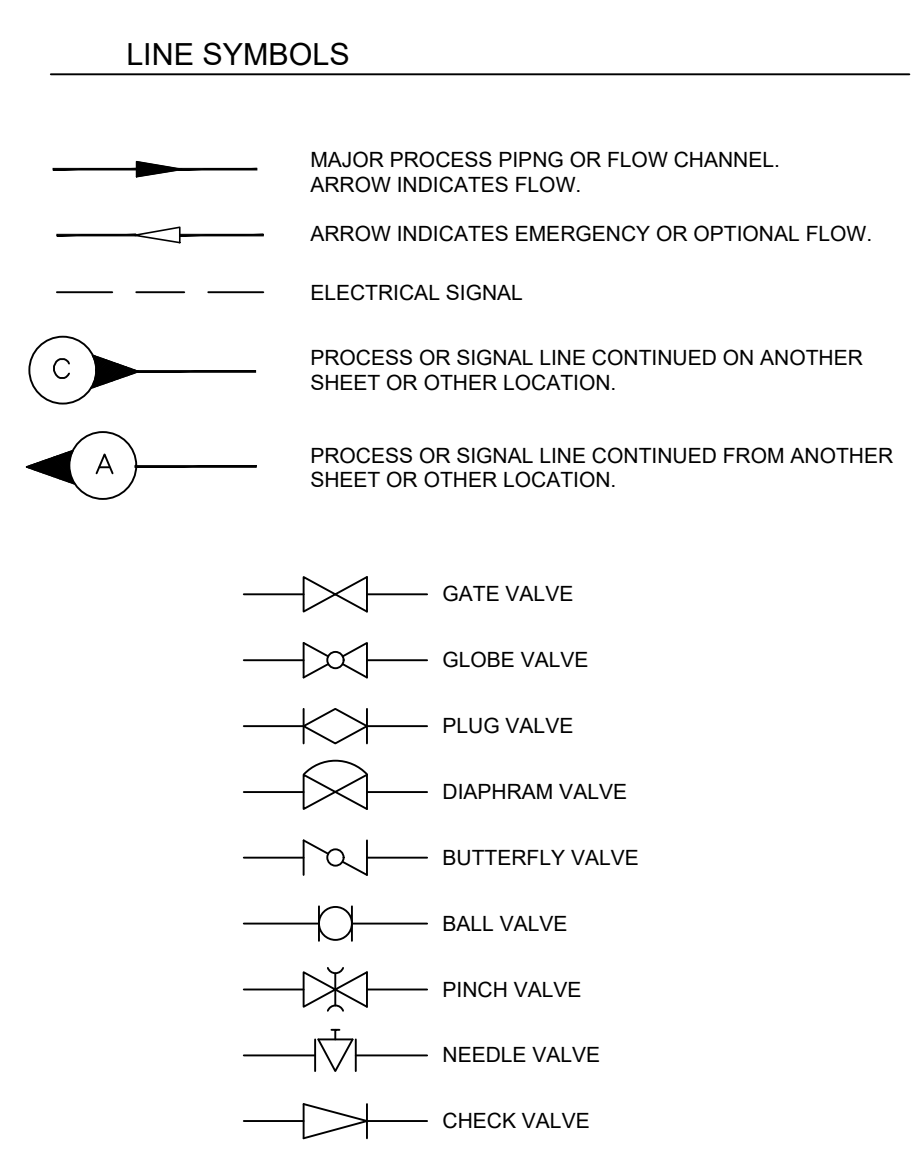 LINE SYMBOLS
MAJOR PROCESS PIPNG OR FLOW CHANNEL.
ARROW INDICATES FLOW.
ARROW INDICATES EMERGENCY OR OPTIONAL FLOW.
ELECTRICAL SIGNAL
C
PROCESS OR SIGNAL LINE CONTINUED ON ANOTHER
SHEET OR OTHER LOCATION.
A
PROCESS OR SIGNAL LINE CONTINUED FROM ANOTHER
SHEET OR OTHER LOCATION.
GATE VALVE
GLOBE VALVE
PLUG VALVE
DIAPHRAM VALVE
BUTTERFLY VALVE
BALL VALVE
PINCH VALVE
NEEDLE VALVE
CHECK VALVE